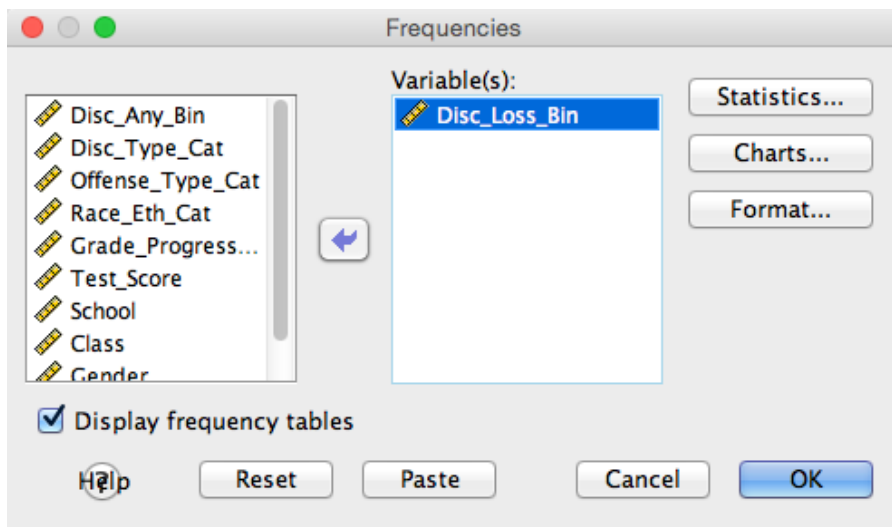 Frequencies
Variable(s):
Disc_Any_Bin
Disc_Type_Cat
Offense_Type_Cat
Race_Eth_Cat
Grade_Progress...
Test_Score
School
Class
Gender
Disc_Loss_Bin
Statistics...
Charts...
Format...
Display frequency tables
Help
?
Reset
Paste
Cancel
OK